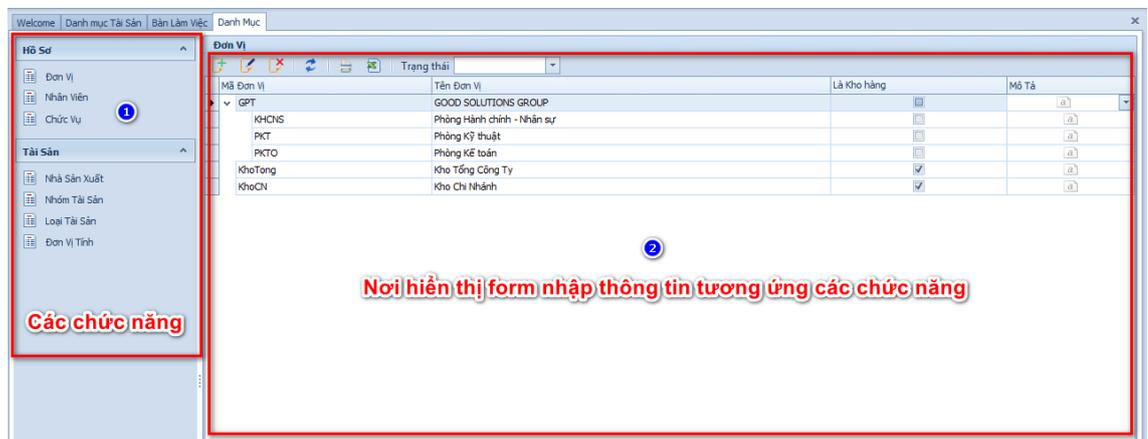 Welcome Danh mục Tài Sản Bàn Làm Việc Danh Mục
Hồ Sơ
Đơn Vị
Nhân Viên
Chức Vụ
1
Tài Sản
Nhà Sản Xuất
Nhóm Tài Sản
Loại Tài Sản
Đơn Vị Tính
Các chức năng
Đơn Vị
Trạng thái
Mã Đơn Vị Tên Đơn Vị Là Kho hàng Mô Tả
GPT GOOD SOLUTIONS GROUP a
KHCNS Phòng Hành chính - Nhân sự a
PKT Phòng Kỹ thuật a
PKTO Phòng Kế toán a
KhoTong Kho Tổng Công Ty a
KhoCN Kho Chi Nhánh a
2
Nơi hiển thị form nhập thông tin tương ứng các chức năng